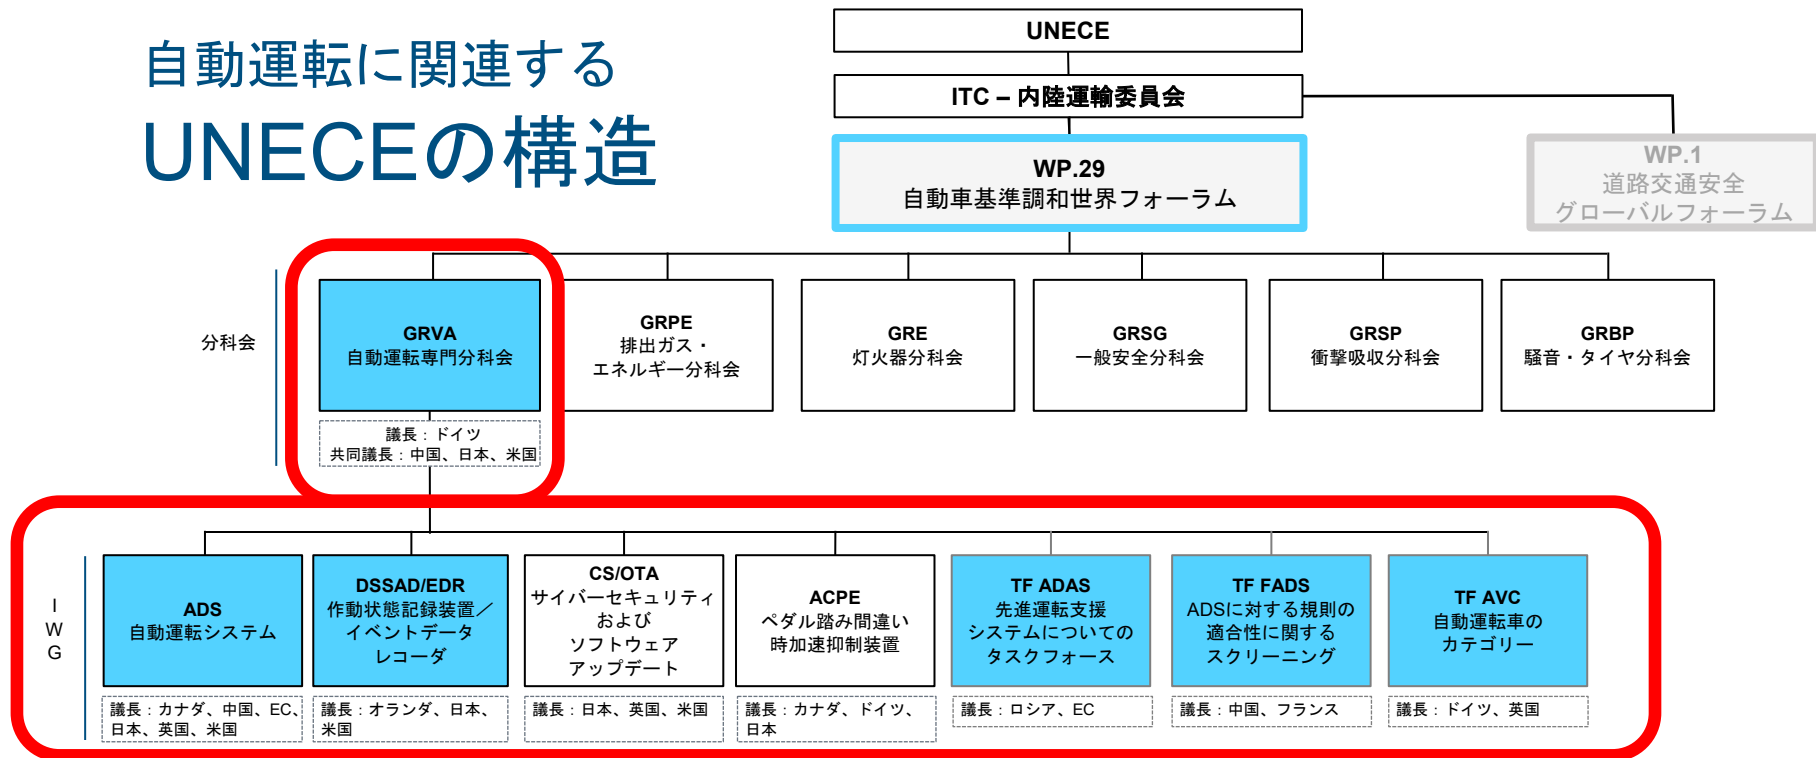 自動運転に関連する
UNECEの構造
UNECE
ITC – 内陸運輸委員会
WP.29
自動車基準調和世界フォーラム
WP.1
道路交通安全
グローバルフォーラム
分科会
GRVA
自動運転専門分科会
議長：ドイツ
共同議長：中国、日本、米国
GRPE
排出ガス・
エネルギー分科会
GRE
灯火器分科会
GRSG
一般安全分科会
GRSP
衝撃吸収分科会
GRBP
騒音・タイヤ分科会
I
W
G
ADS
自動運転システム
議長：カナダ、中国、EC、
日本、英国、米国
DSSAD/EDR
作動状態記録装置／
イベントデータ
レコーダ
議長：オランダ、日本、
米国
CS/OTA
サイバーセキュリティ
および
ソフトウェア
アップデート
議長：日本、英国、米国
ACPE
ペダル踏み間違い
時加速抑制装置
議長：カナダ、ドイツ、
日本
TF ADAS
先進運転支援
システムについての
タスクフォース
議長：ロシア、EC
TF FADS
ADSに対する規則の
適合性に関する
スクリーニング
議長：中国、フランス
TF AVC
自動運転車の
カテゴリー
議長：ドイツ、英国